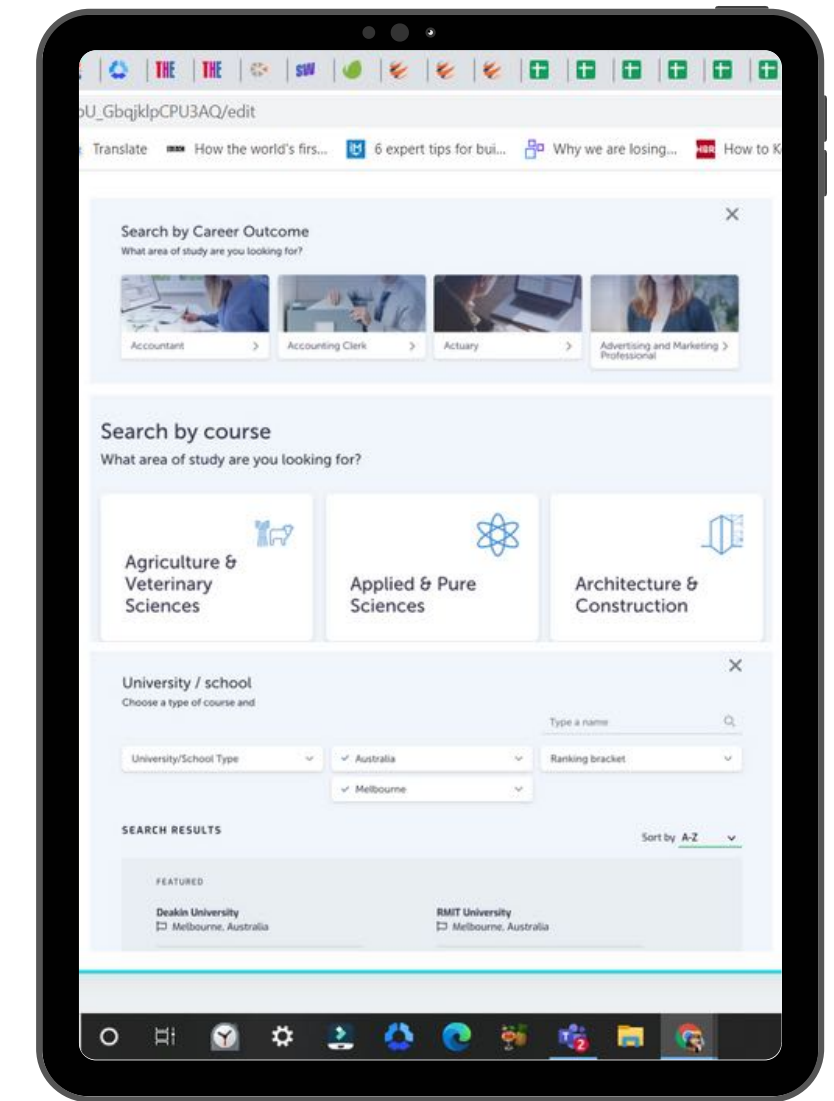 THE THE SW
U_GbqjklpCPU3AQ/edit
Translate How the world's firs... 6 expert tips for bui... Why we are losing... HBR How to K
Search by Career Outcome
What area of study are you looking for?
Accountant Accounting Clerk Actuary Advertising and Marketing
Professional
Search by course
What area of study are you looking for?
Agriculture &
Veterinary
Sciences
Applied & Pure
Sciences
Architecture &
Construction
University / school
Choose a type of course and
Type a name
University/School Type Australia Ranking bracket
Melbourne
SEARCH RESULTS
Sort by A-Z
FEATURED
Deakin University RMIT University
Melbourne, Australia Melbourne, Australia
2